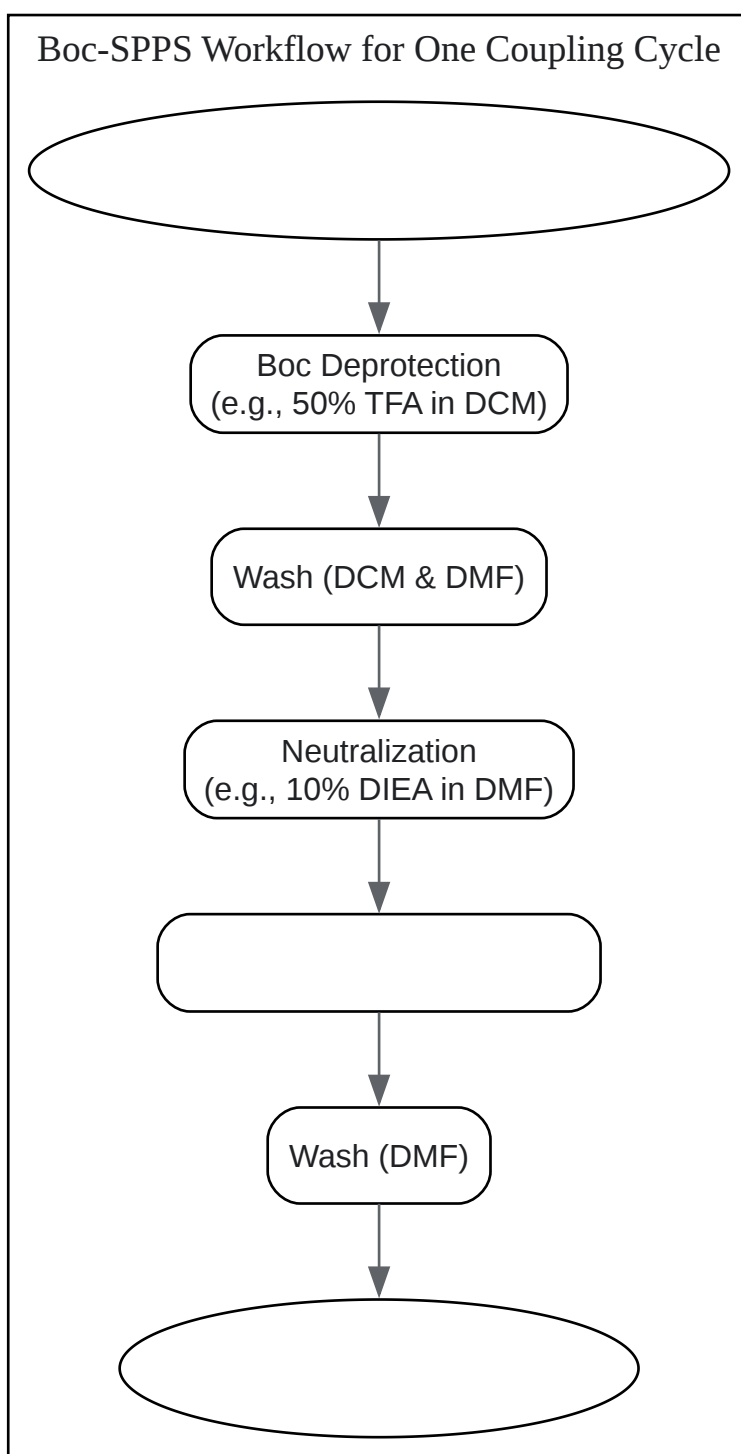 Boc-SPPS Workflow for One Coupling Cycle
Boc Deprotection
(e.g., 50% TFA in DCM)
Wash (DCM & DMF)
Neutralization
(e.g., 10% DIEA in DMF)
Wash (DMF)